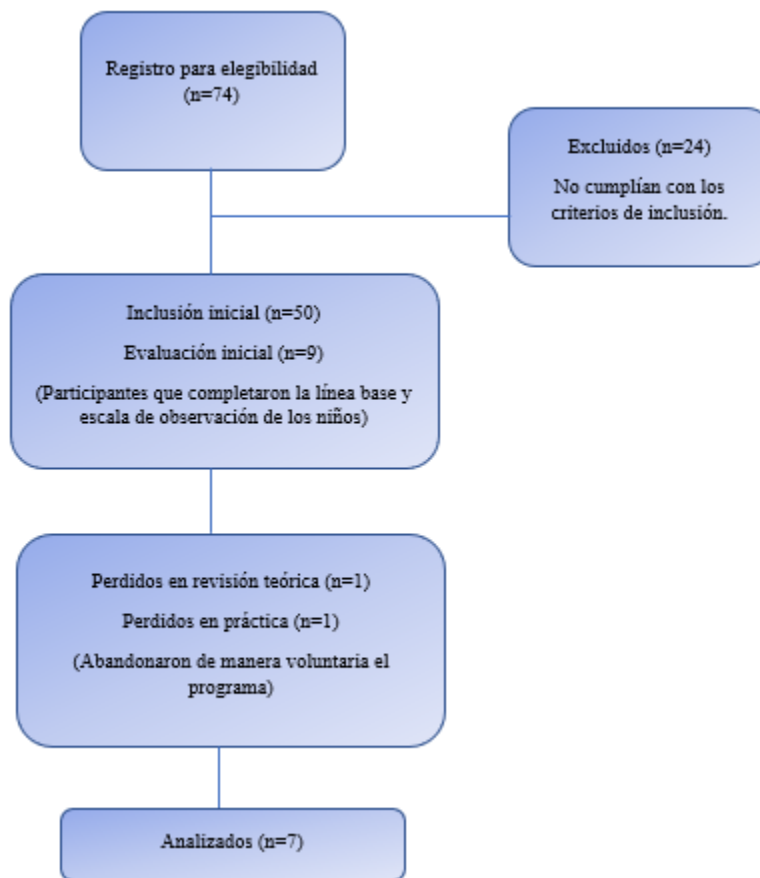 Registro para elegibilidad
(n=74)
Excluidos (n=24)
No cumplían con los
criterios de inclusión.
Inclusión inicial (n=50)
Evaluación inicial (n=9)
(Participantes que completaron la línea base y
escala de observación de los niños)
Perdidos en revisión teórica (n=1)
Perdidos en práctica (n=1)
(Abandonaron de manera voluntaria el
programa)
Analizados (n=7)